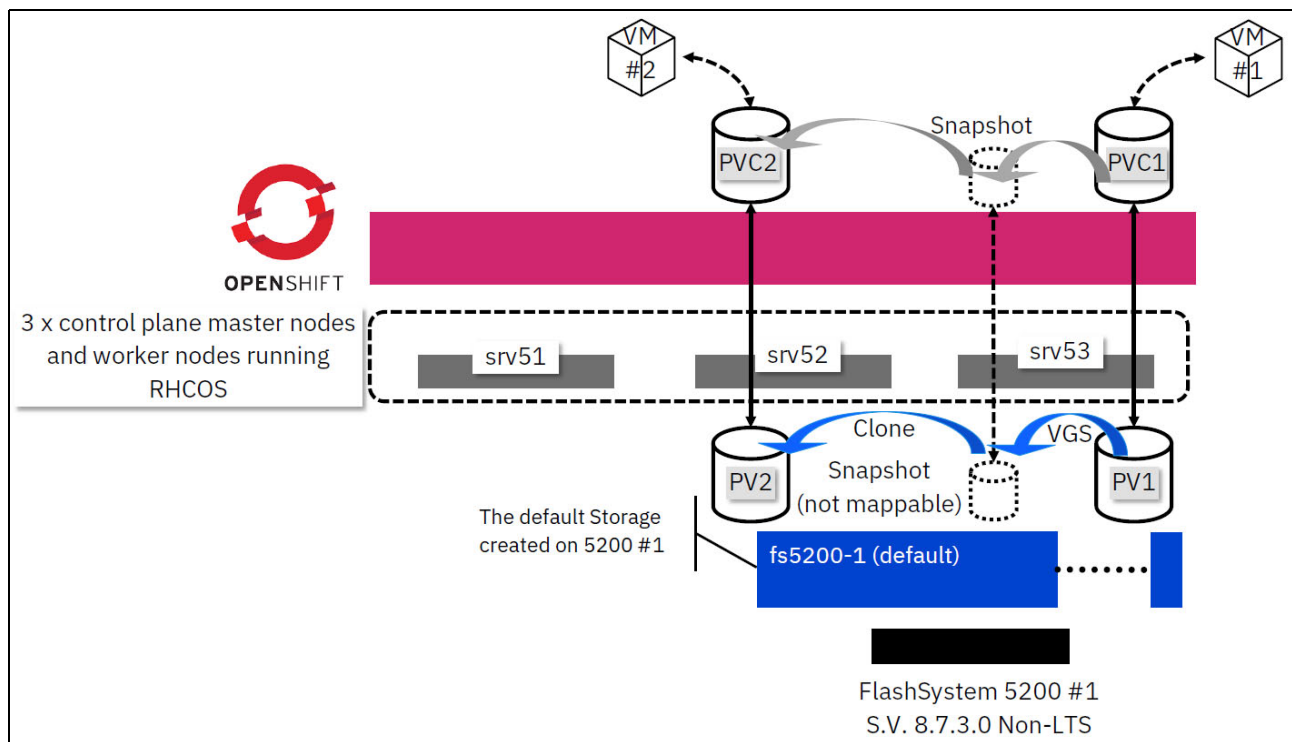 VM
#2
VM
#1
Snapshot
PVC2
PVC1
OPENSHIFT
3 x control plane master nodes
and worker nodes running
RHCOS
srv51
srv52
srv53
Clone
VGS
PV2
Snapshot
(not mappable)
PV1
The default Storage
created on 5200 #1
fs5200-1 (default)
FlashSystem 5200 #1
S.V. 8.7.3.0 Non-LTS